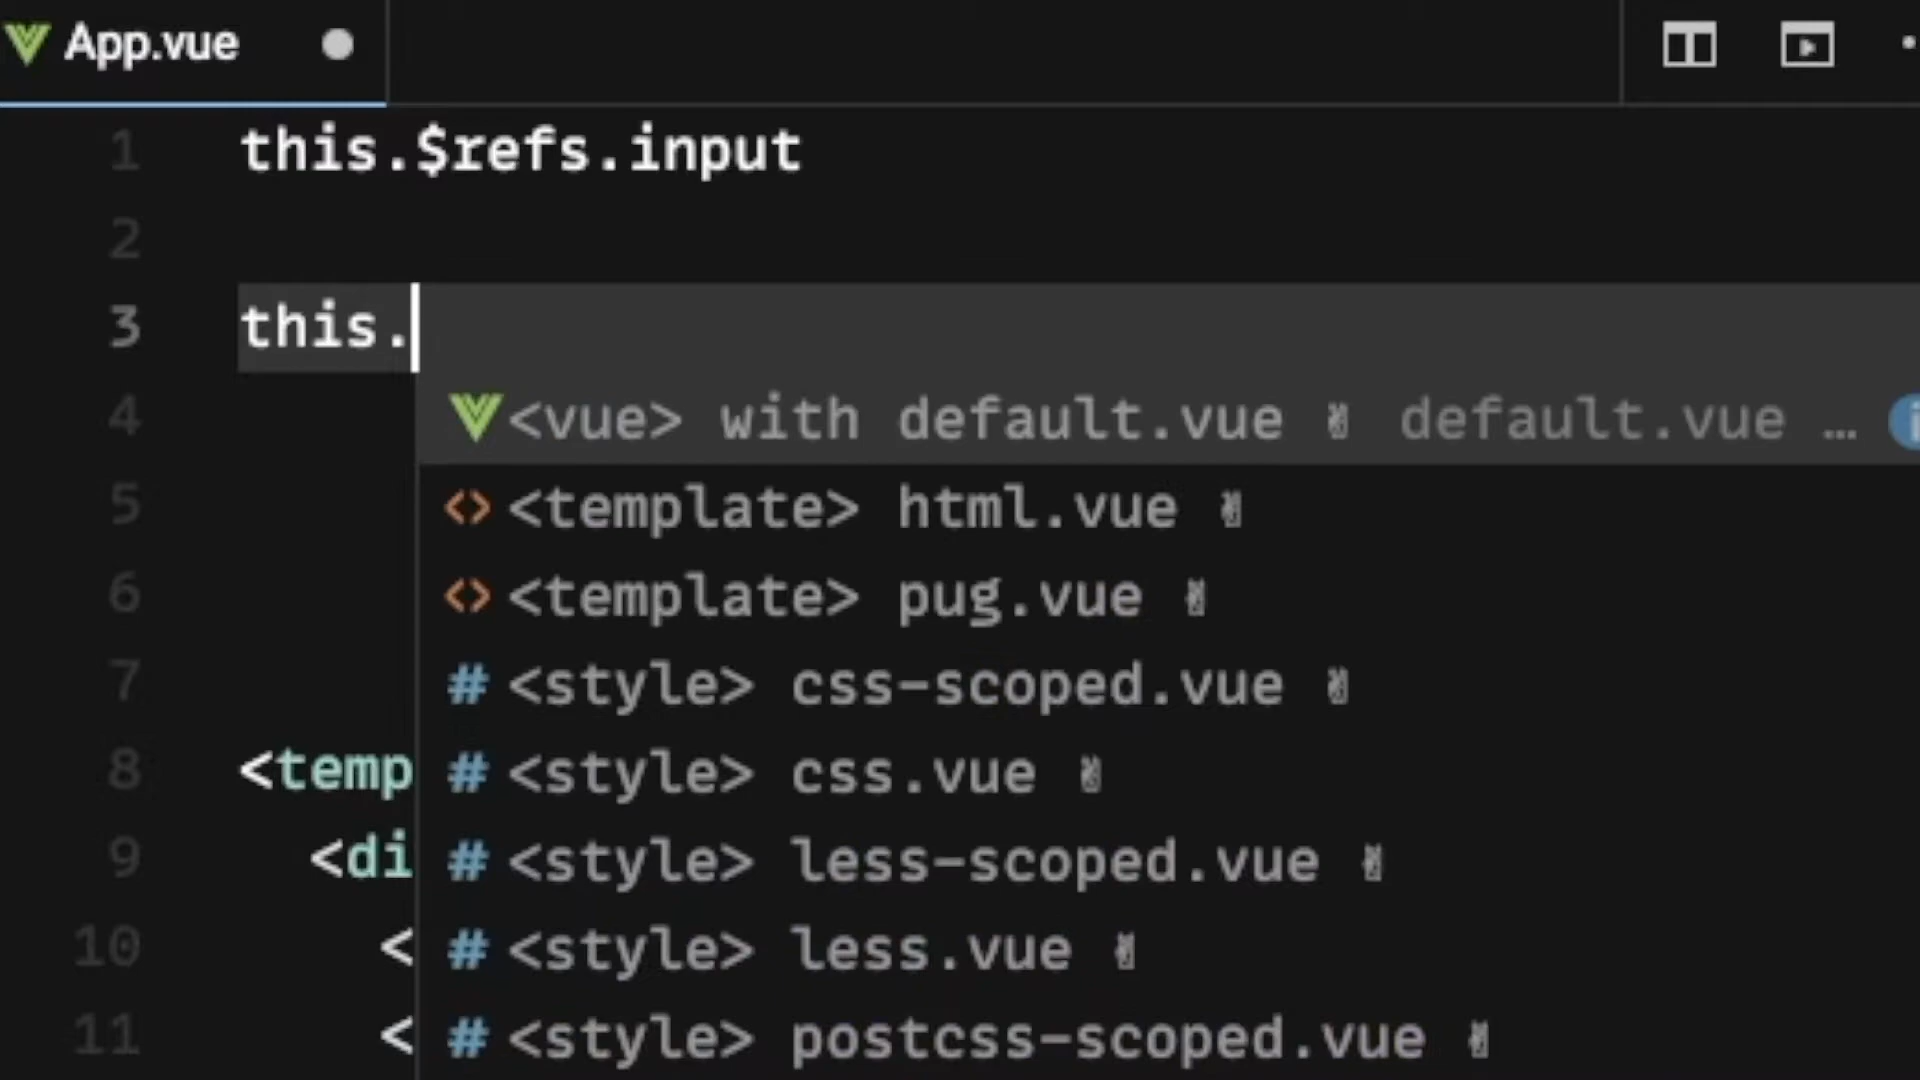 App.vue
1 this.$refs.input
2
3 this.
4 <vue> with default.vue ✌ default.vue …
5 <template> html.vue ✌
6 <template> pug.vue ✌
7 # <style> css-scoped.vue ✌
8 <temp # <style> css.vue ✌
9 <di # <style> less-scoped.vue ✌
10 < # <style> less.vue ✌
11 < # <style> postcss-scoped.vue ✌